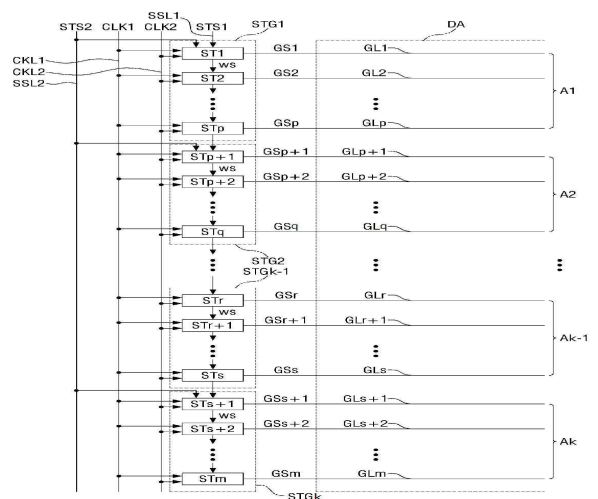 SSL1
STS2 CLK1 CLK2 STS1 STG1 DA
CKL1
CKL2
SSL2
ST1 GS1 GL1
ws
ST2 GS2 GL2
A1
STp GSp GLp
STp+1 GSp+1 GLp+1
ws
STp+2 GSp+2 GLp+2
A2
STq GSq GLq
STG2
STGk-1
STr GSr GLr
ws
STr+1 GSr+1 GLr+1
Ak-1
STs GSs GLs
STs+1 GSs+1 GLs+1
ws
STs+2 GSs+2 GLs+2
Ak
STm GSm GLm
STGk